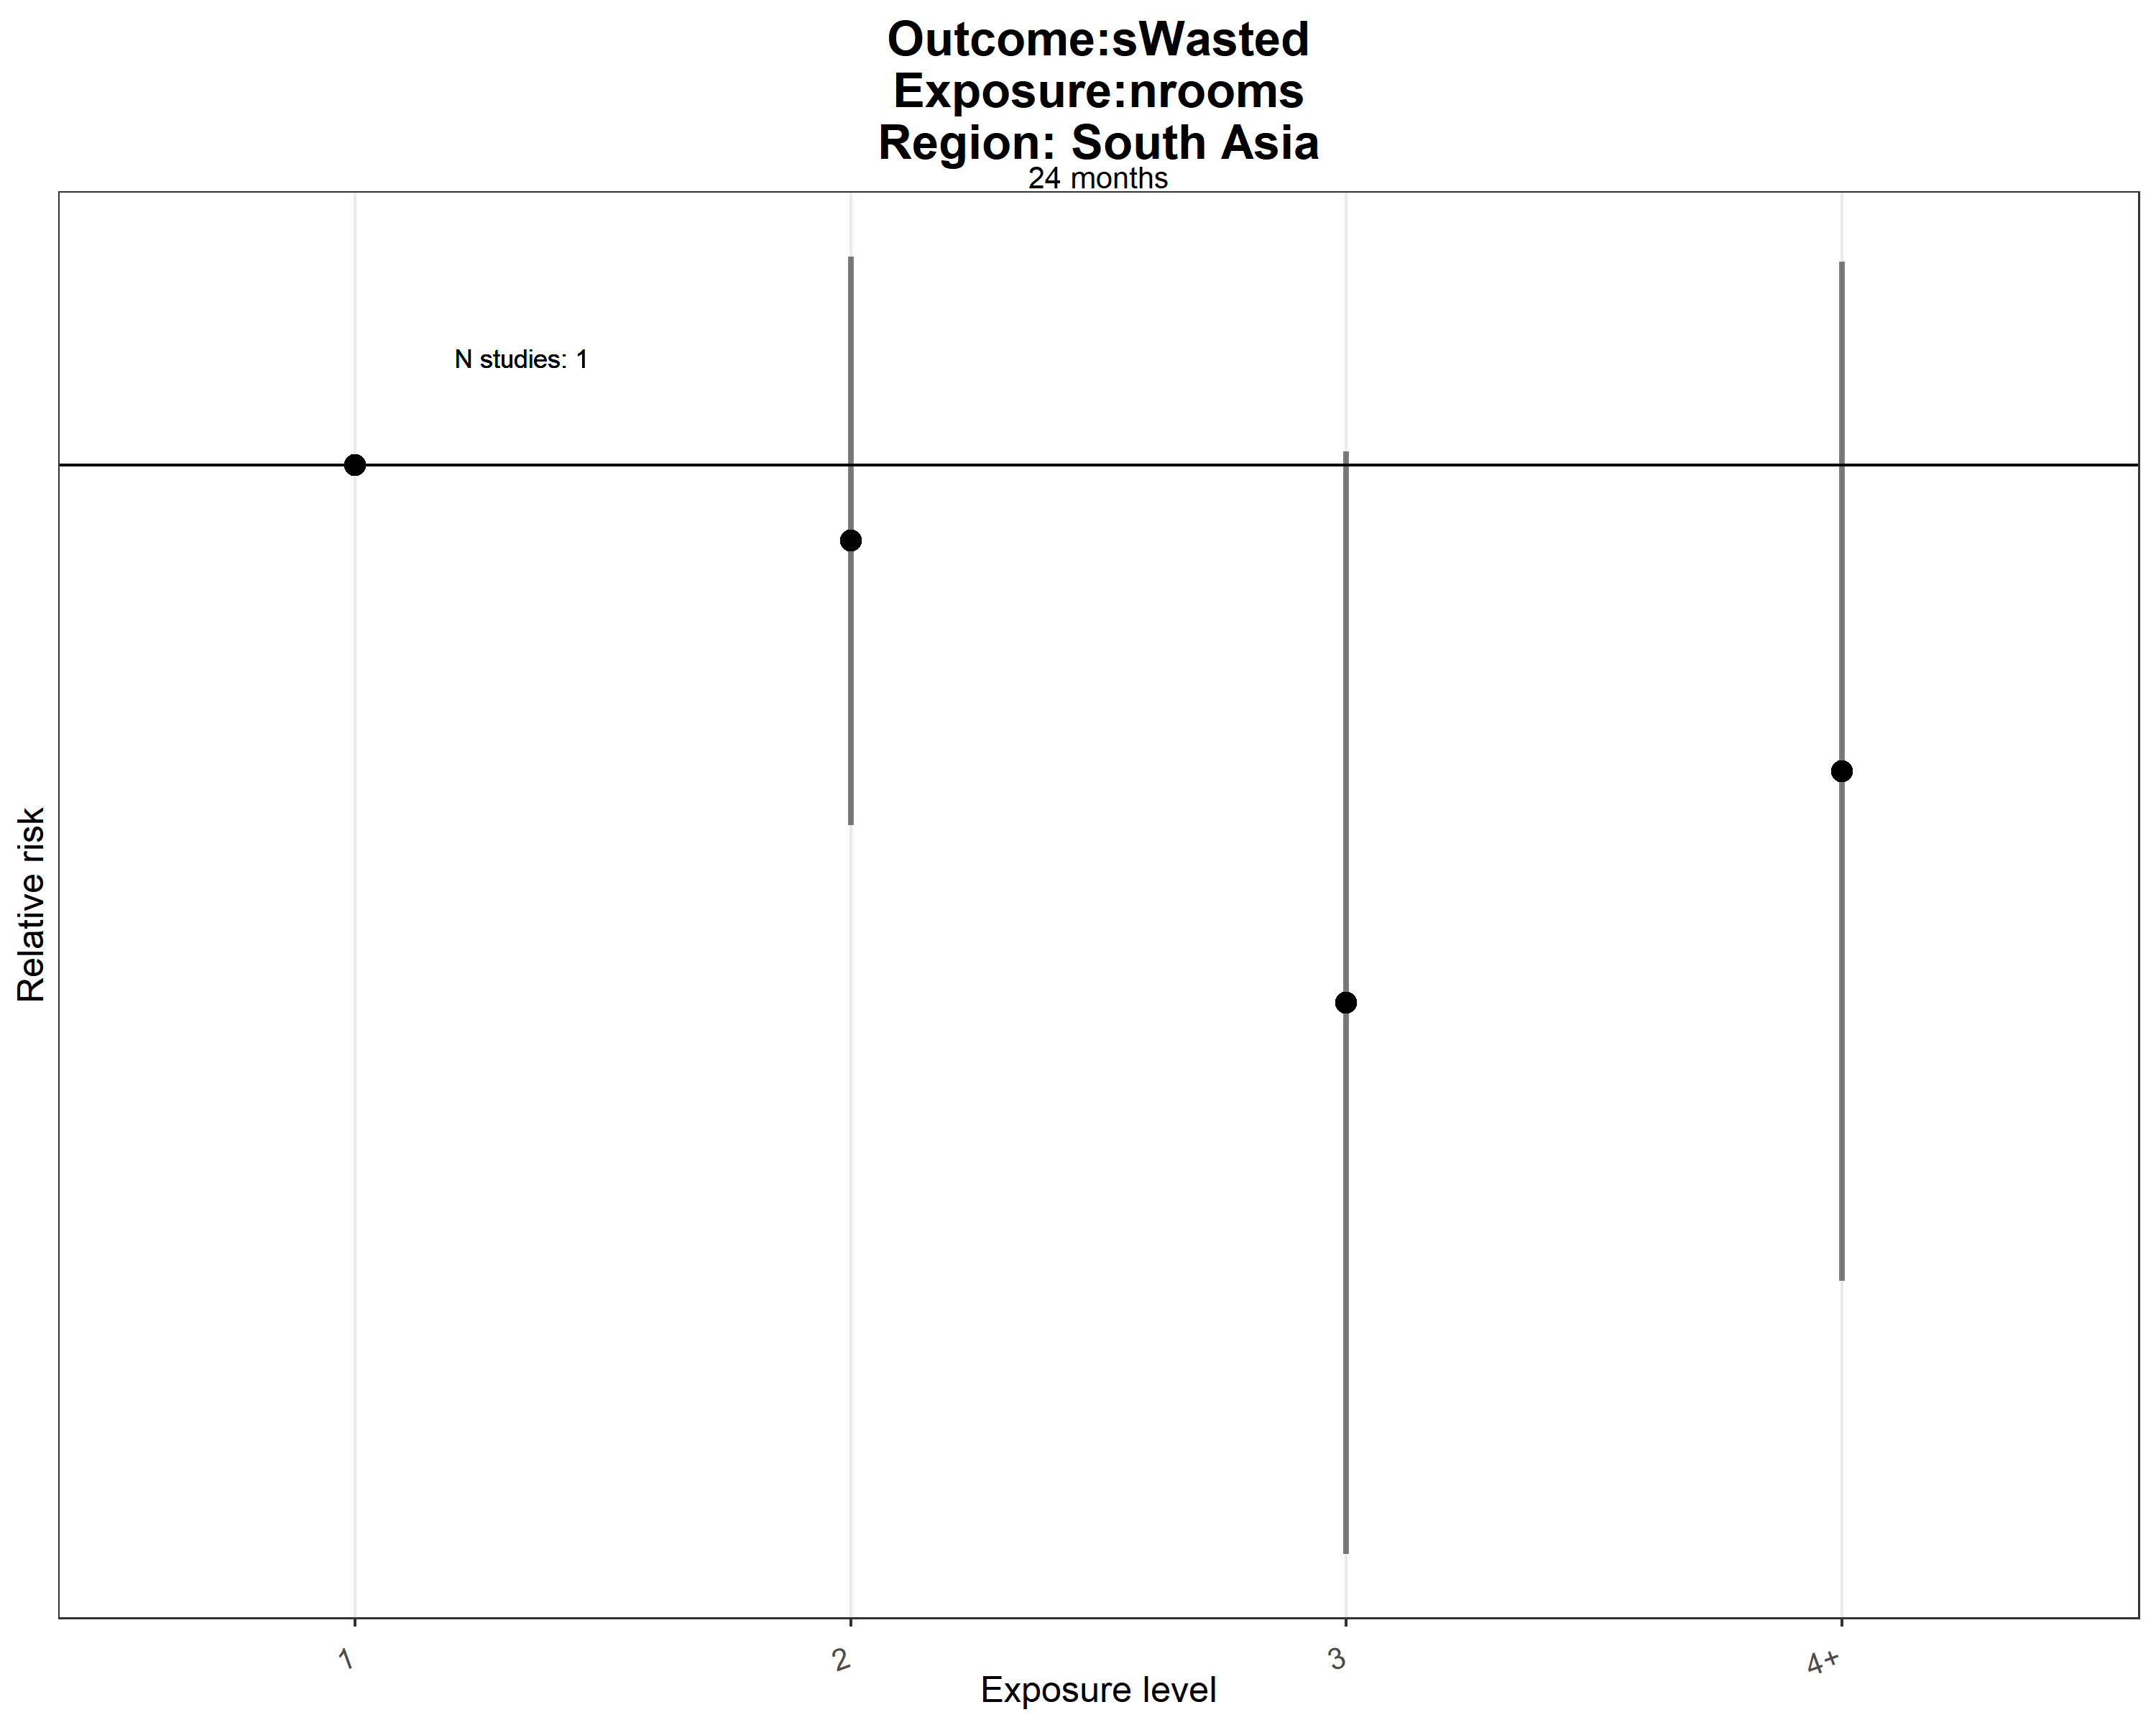 Outcome:sWasted
Exposure:nrooms
Region: South Asia
24 months
N studies: 1
Relative risk
1
2
3
4+
Exposure level